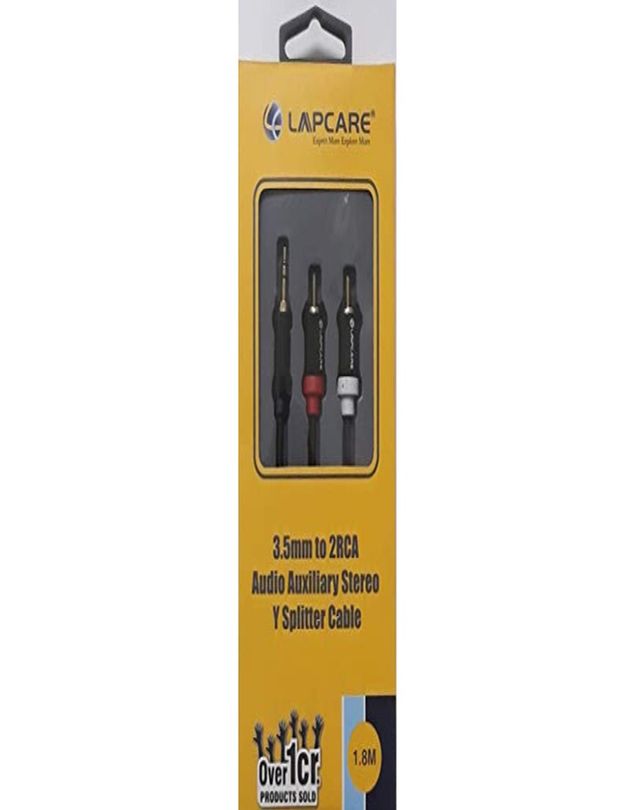 LAPCARE®
Expect More Explore More
LAPCARE
3.5mm to 2RCA
Audio Auxiliary Stereo
Y Splitter Cable
Over 1cr.
PRODUCTS SOLD
1.8M